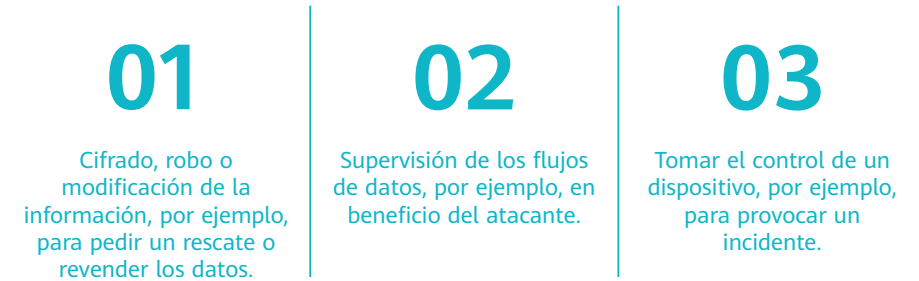 01
Cifrado, robo o
modificación de la
información, por ejemplo,
para pedir un rescate o
revender los datos.
02
Supervisión de los flujos
de datos, por ejemplo, en
beneficio del atacante.
03
Tomar el control de un
dispositivo, por ejemplo,
para provocar un
incidente.